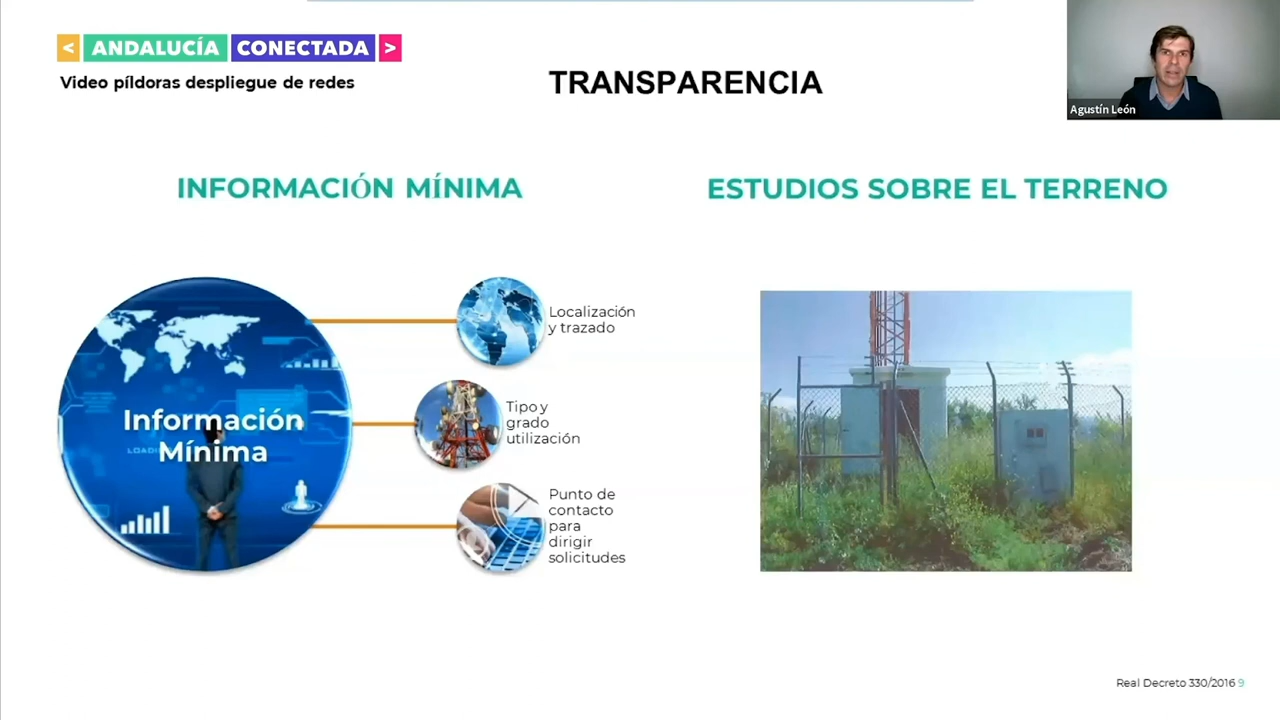 < ANDALUCÍA CONECTADA >
Video píldoras despliegue de redes
TRANSPARENCIA
Agustín León
INFORMACIÓN MÍNIMA
ESTUDIOS SOBRE EL TERRENO
Información
Mínima
LOADI
Localización
y trazado
Tipo y
grado
utilización
Punto de
contacto
para
dirigir
solicitudes
Real Decreto 330/2016 9